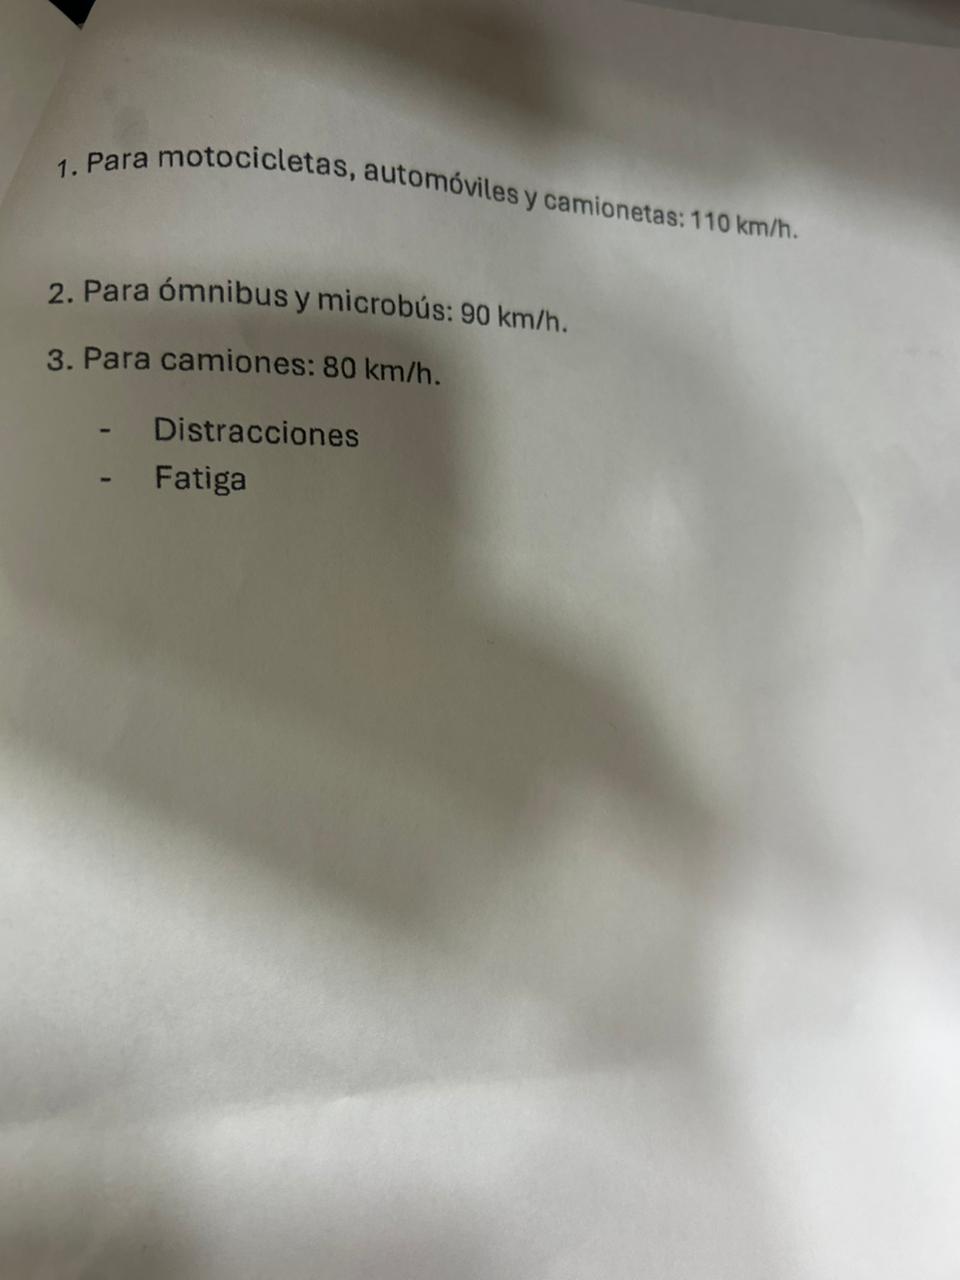 1. Para motocicletas, automóviles y camionetas: 110 km/h.
2. Para ómnibus y microbús: 90 km/h.
3. Para camiones: 80 km/h.
- Distracciones
- Fatiga